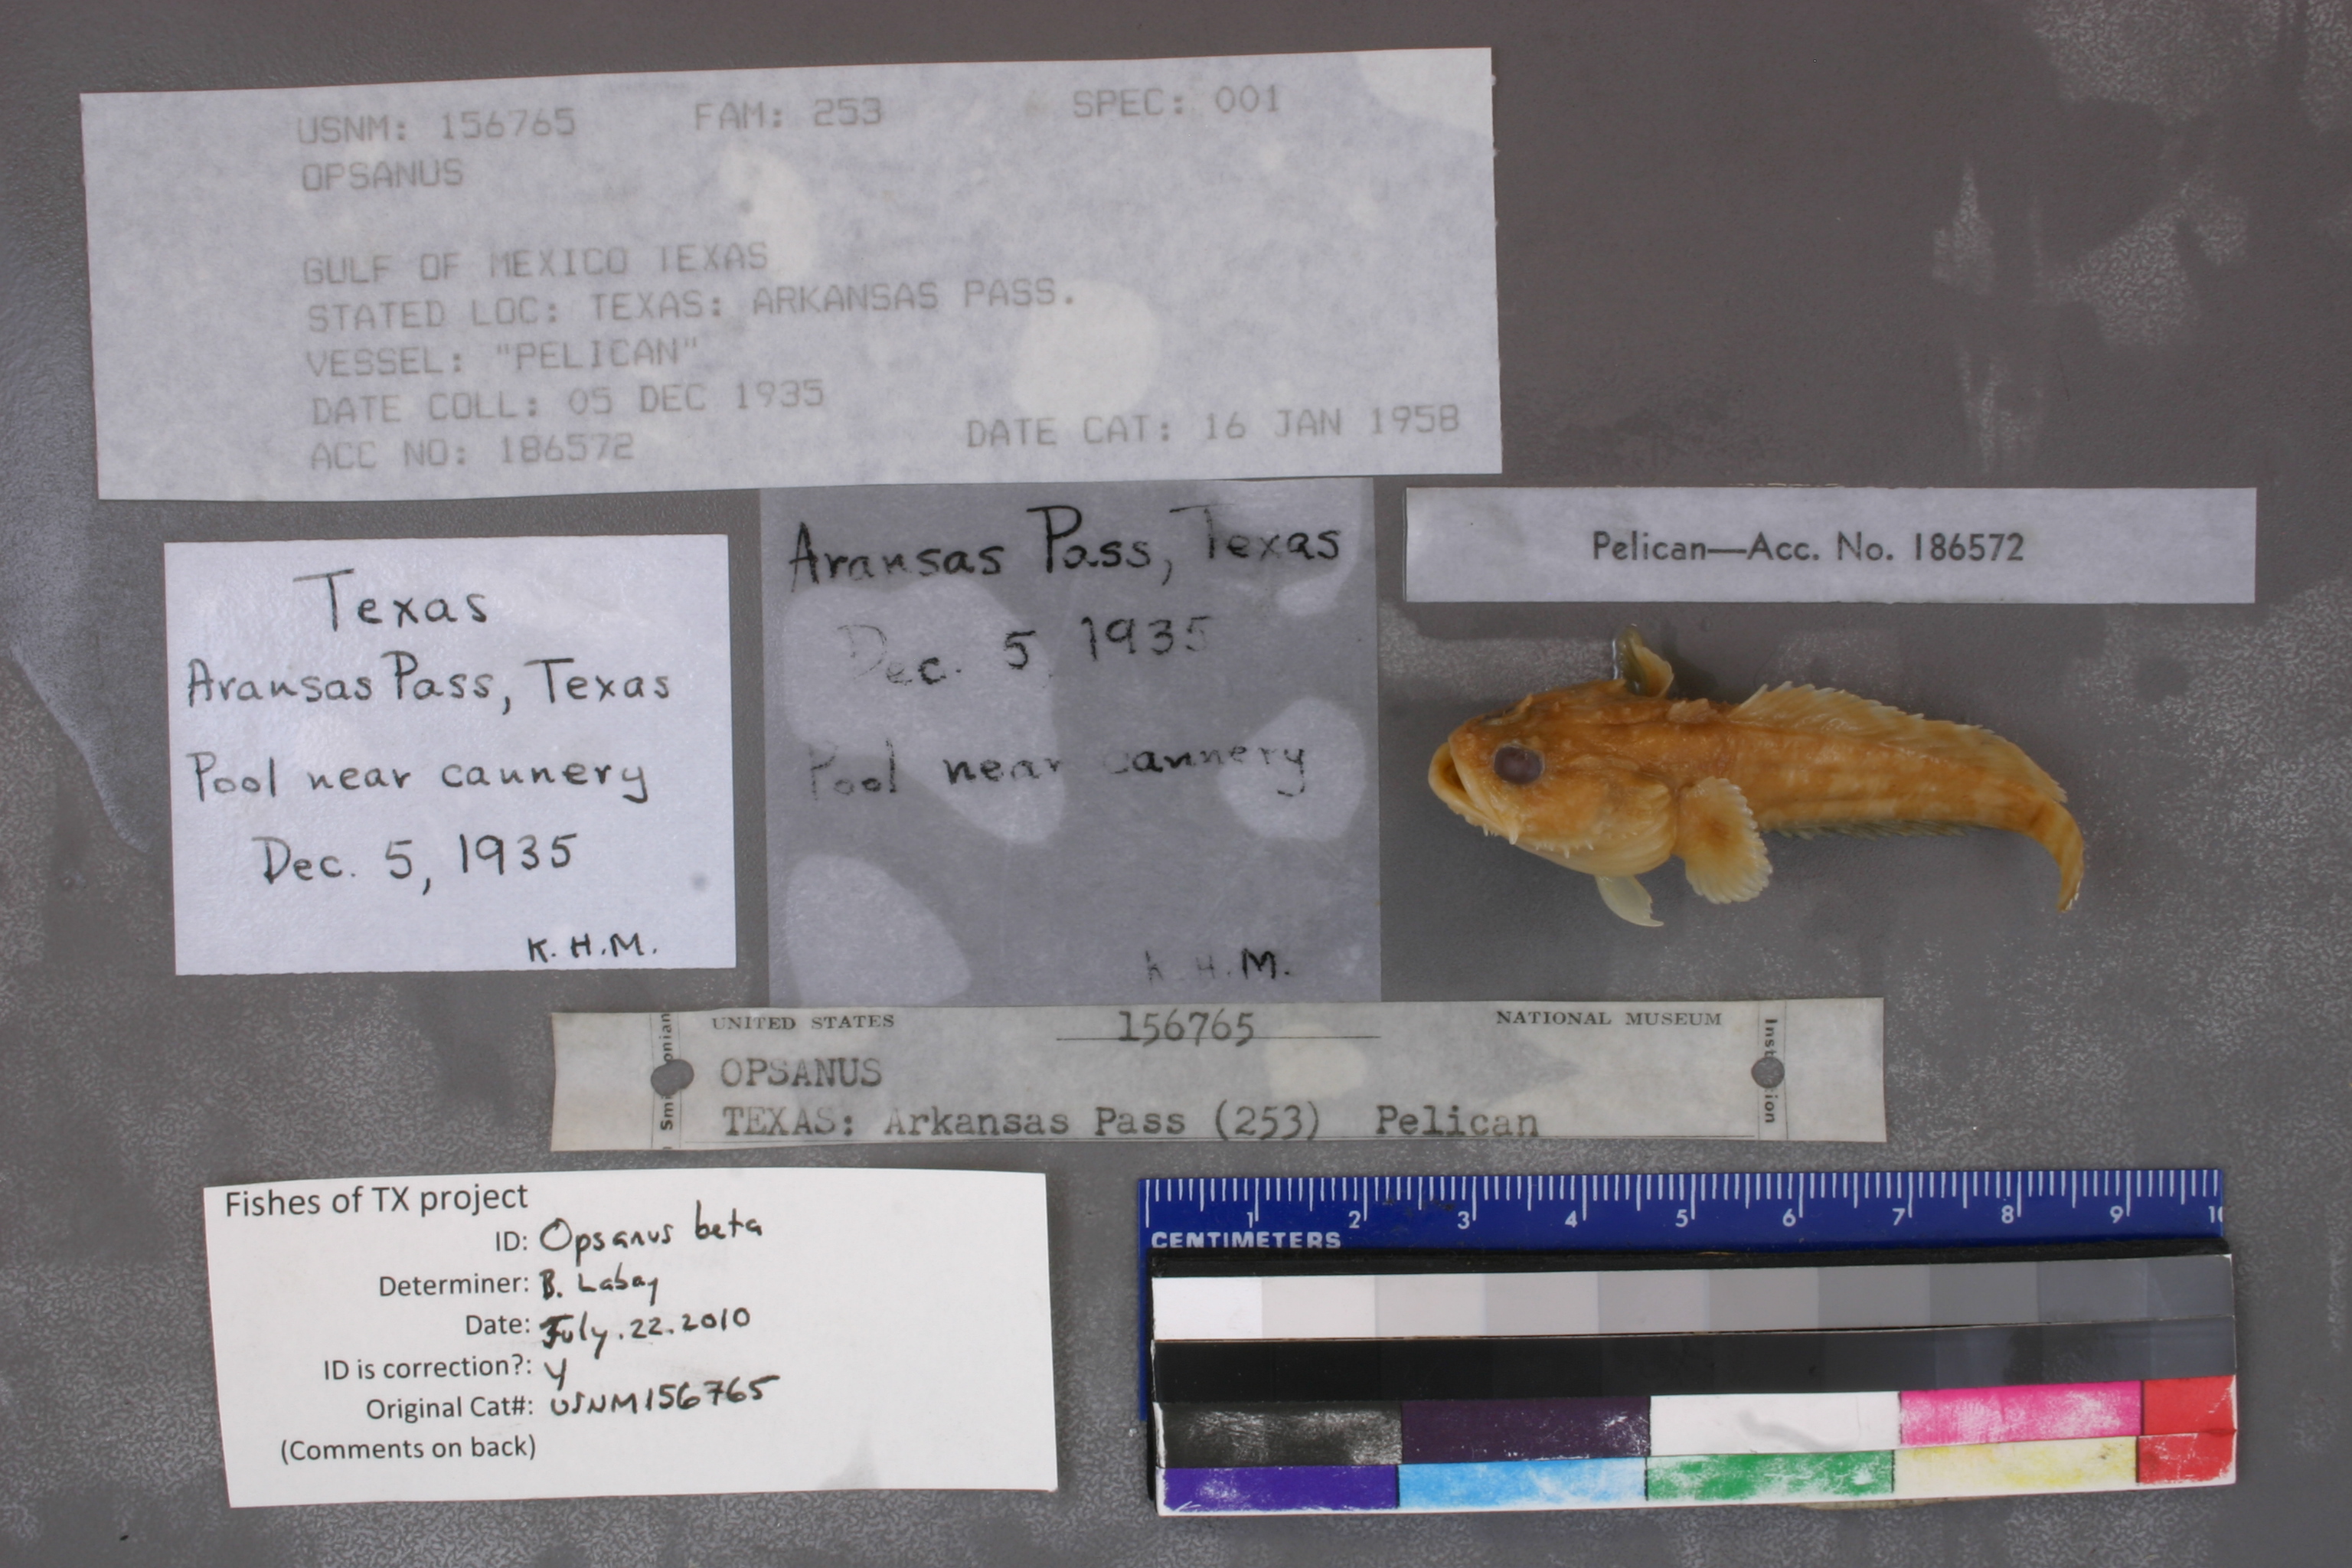 USNM: 156765 FAM: 253 SPEC: 001
OPSANUS
GULF OF MEXICO TEXAS
STATED LOC: TEXAS: ARKANSAS PASS.
VESSEL: "PELICAN"
DATE COLL: 05 DEC 1935
ACC NO: 186572 DATE CAT: 16 JAN 1958
Texas
Aransas Pass, Texas
Pool near cannery
Dec. 5, 1935
K. H. M.
Aransas Pass, Texas
Dec. 5 1935
Pool near cannery
K. H. M.
Pelican—Acc. No. 186572
UNITED STATES 156765 NATIONAL MUSEUM
Smithsonian
OPSANUS
TEXAS: Arkansas Pass (253) Pelican
Institution
Fishes of TX project
ID: Opsanus beta
Determiner: B. Labay
Date: July.22.2010
ID is correction?: y
Original Cat#: USNM156765
(Comments on back)
1 2 3 4 5 6 7 8 9 10
CENTIMETERS